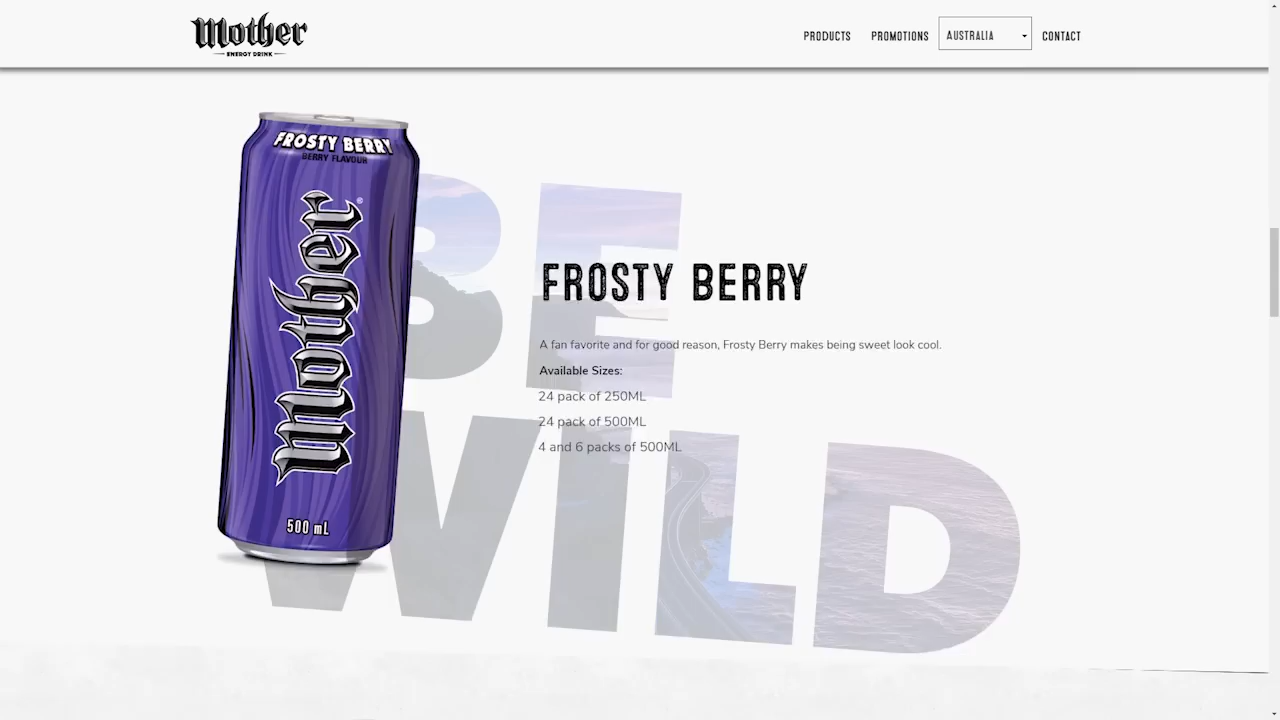 Mother
ENERGY DRINK
PRODUCTS
PROMOTIONS
AUSTRALIA
CONTACT
FROSTY BERRY
BERRY FLAVOUR
Mother®
500 mL
BE
WILD
FROSTY BERRY
A fan favorite and for good reason, Frosty Berry makes being sweet look cool.
Available Sizes:
24 pack of 250ML
24 pack of 500ML
4 and 6 packs of 500ML